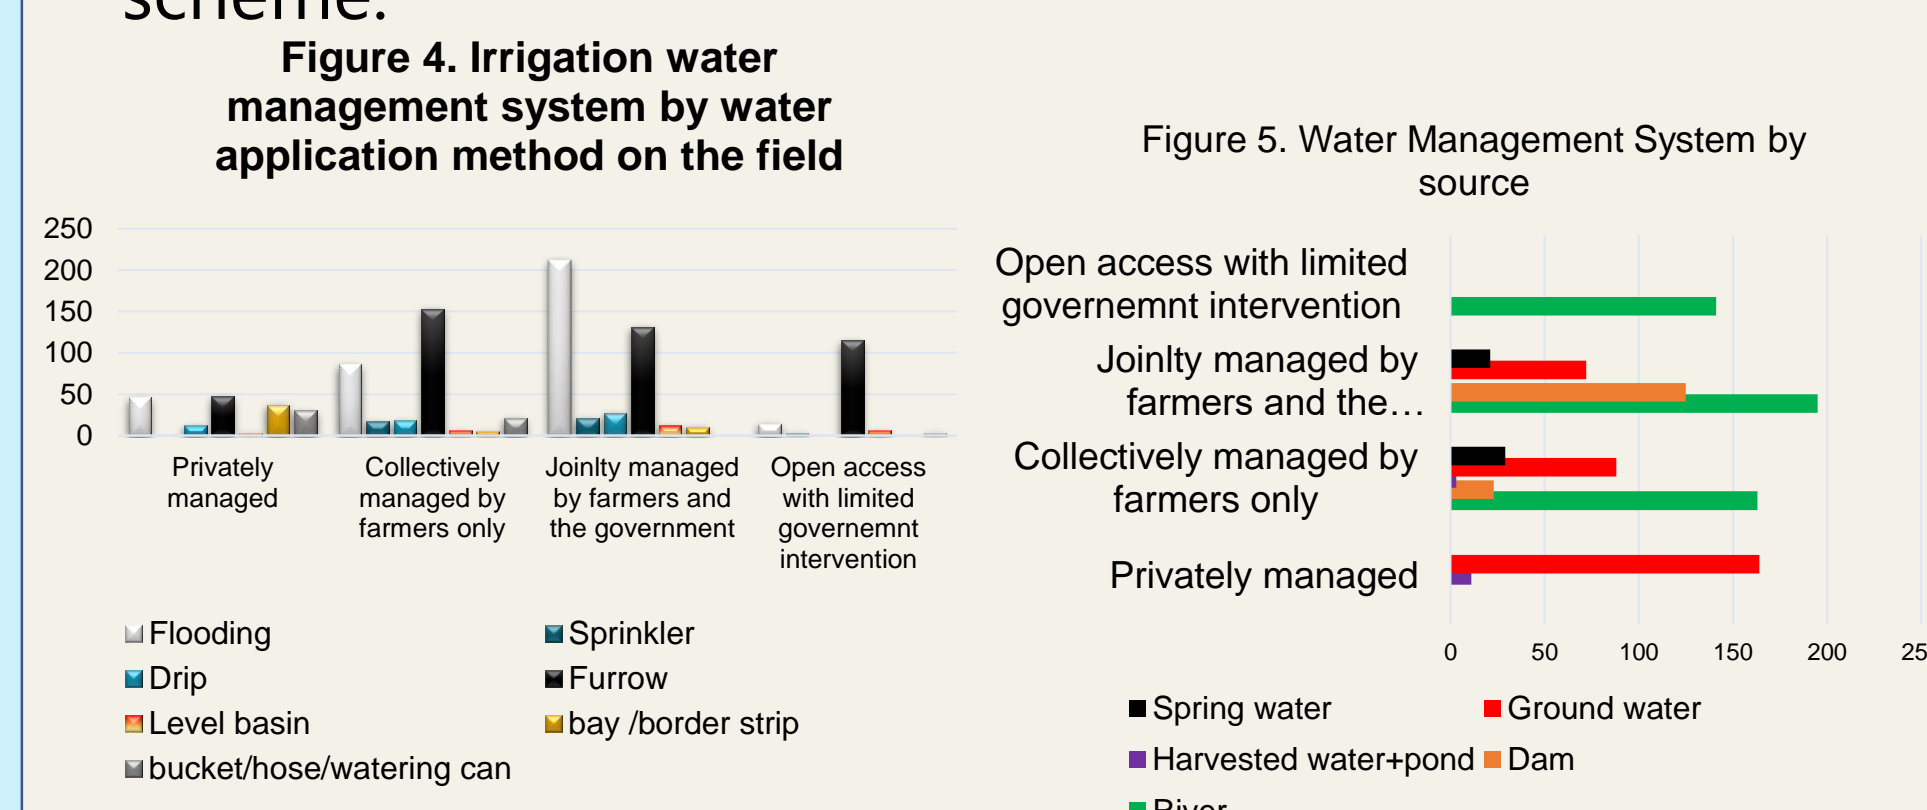 scheme.
Figure 4. Irrigation water
management system by water
application method on the field
250
200
150
100
50
0
Privately
managed
Collectively
managed by
farmers only
Joinlty managed
by farmers and
the government
Open access
with limited
governemnt
intervention
Flooding
Sprinkler
Drip
Furrow
Level basin
bay /border strip
bucket/hose/watering can
Figure 5. Water Management System by
source
Open access with limited
governemnt intervention
Joinlty managed by
farmers and the…
Collectively managed by
farmers only
Privately managed
0 50 100 150 200 25
Spring water
Ground water
Harvested water+pond
Dam
River